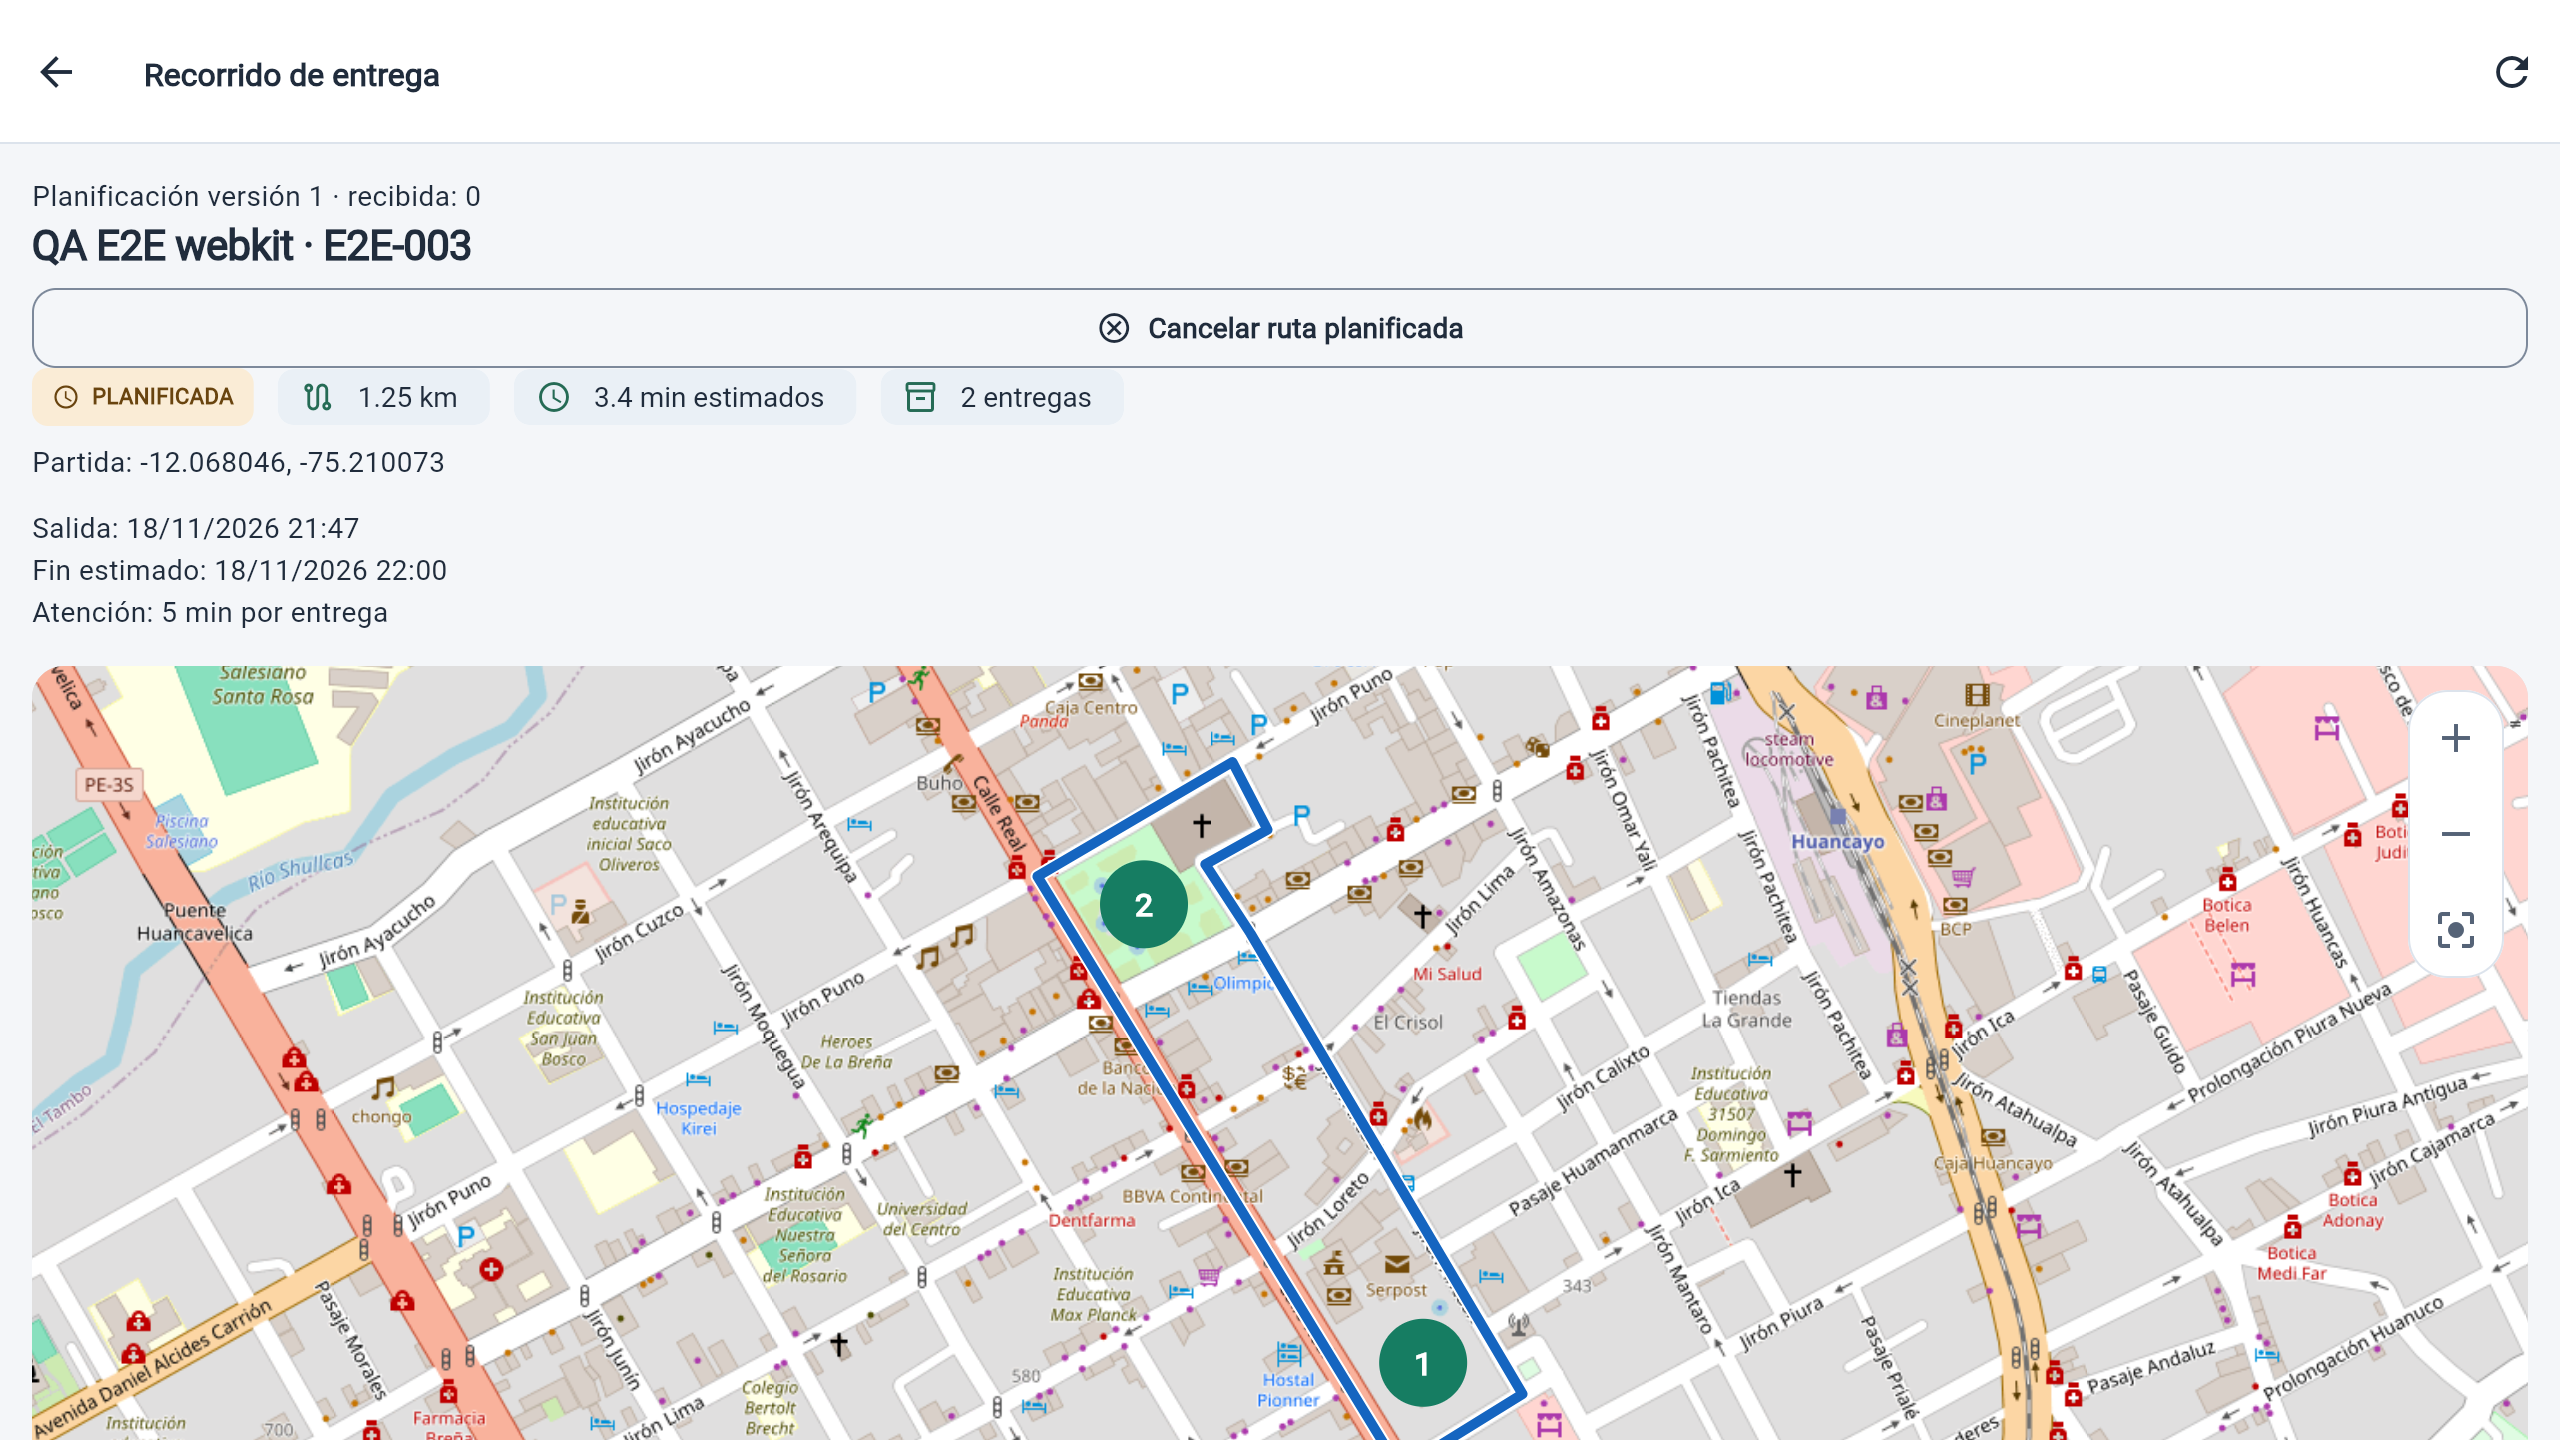 Recorrido de entrega
Planificación versión 1 · recibida: 0
QA E2E webkit · E2E-003
Cancelar ruta planificada
PLANIFICADA
1.25 km
3.4 min estimados
2 entregas
Partida: -12.068046, -75.210073
Salida: 18/11/2026 21:47
Fin estimado: 18/11/2026 22:00
Atención: 5 min por entrega
Salesiano
Santa Rosa
PE-3S
Piscina
Salesiano
Río Shullcas
Puente
Huancavelica
Jirón Ayacucho
Jirón Ayacucho
Institución
educativa
inicial Saco
Oliveros
Jirón Arequipa
Jirón Cuzco
Buho
Panda
Caja Centro
Calle Real
Jirón Puno
Jirón Puno
Jirón Puno
Jirón Moquegua
Institución
Educativa
San Juan
Bosco
Heroes
De La Breña
Hospedaje
Kirei
chongo
El Tambo
2
Olimpic
Jirón Lima
Mi Salud
El Crisol
Jirón Amazonas
Jirón Omar Yali
Jirón Pachitea
Jirón Pachitea
Jirón Pachitea
steam
locomotive
Huancayo
Cineplanet
BCP
Botica
Belen
Jirón Huancas
Tiendas
La Grande
Jirón Ica
Pasaje Guido
Prolongación Piura Nueva
Jirón Piura Antigua
Jirón Cajamarca
Jirón Atahualpa
Jirón Atahualpa
Jirón Calixto
Pasaje Huamanmarca
Institución
Educativa
31507
Domingo
F. Sarmiento
Caja Huancayo
Botica
Adonay
Botica
Medi Far
Banco
de la Naci
BBVA Continental
Dentfarma
Universidad
del Centro
Institución
Educativa
Nuestra
Señora
del Rosario
Institución
Educativa
Max Planck
Jirón Loreto
Serpost
343
Jirón Ica
Jirón Mantaro
Jirón Piura
Pasaje Prialé
Pasaje Andaluz
Prolongación Huanuco
1
Hostal
Pionner
580
Colegio
Bertolt
Brecht
Jirón Lima
Jirón Junín
Pasaje Morales
Avenida Daniel Alcides Carrión
Institución
700
Farmacia
Breña